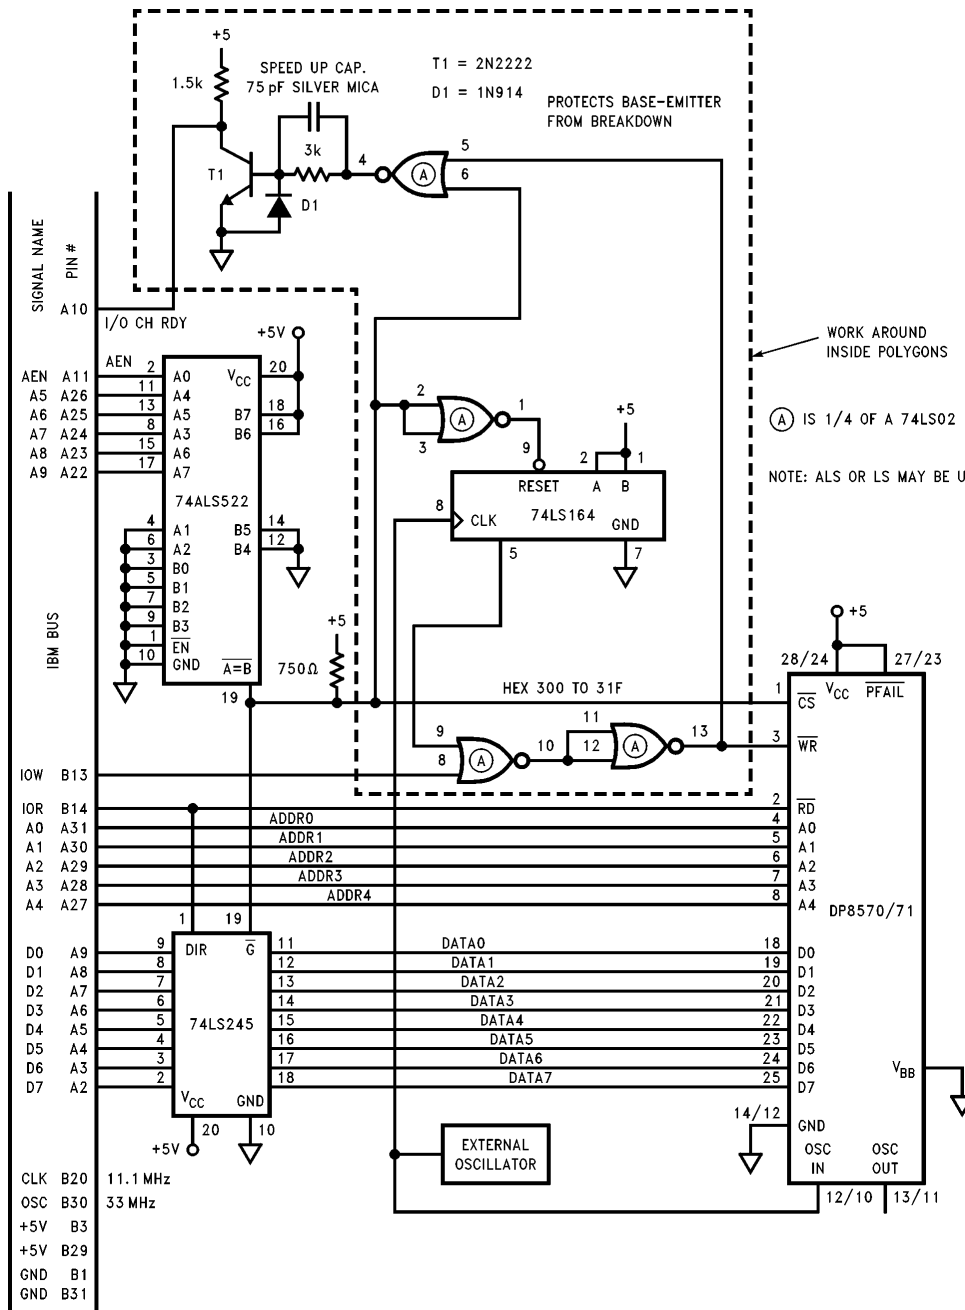 +5
SPEED UP CAP.
75 pF SILVER MICA
1.5k
T1 = 2N2222
D1 = 1N914
PROTECTS BASE-EMITTER
FROM BREAKDOWN
3k
4
A
5
6
T1
D1
SIGNAL NAME
PIN #
A10
I/O CH RDY
+5V
WORK AROUND
INSIDE POLYGONS
AEN A11 AEN 2 A0 VCC 20
A5 A26 11 A4
A6 A25 13 A5 B7 18
A7 A24 8 A3 B6 16
A8 A23 15 A6
A9 A22 17 A7
74ALS522
4 A1 B5 14
6 A2 B4 12
3 B0
5 B1
7 B2
9 B3
1 EN
10 GND A=B
19
IBM BUS
2
3
A
1
9
+5
2 1
RESET A B
8 CLK 74LS164 GND
5
7
A IS 1/4 OF A 74LS02
NOTE: ALS OR LS MAY BE U
+5
750Ω
HEX 300 TO 31F
+5
28/24 27/23
VCC PFAIL
1 CS
9
8
A
10
11
12
A
13
3 WR
IOW B13
IOR B14 2 RD
A0 A31 ADDR0 4 A0
A1 A30 ADDR1 5 A1
A2 A29 ADDR2 6 A2
A3 A28 ADDR3 7 A3
A4 A27 ADDR4 8 A4
DP8570/71
1 19
DIR G
D0 A9 9 11 DATA0 18 D0
D1 A8 8 12 DATA1 19 D1
D2 A7 7 13 DATA2 20 D2
D3 A6 6 14 DATA3 21 D3
D4 A5 5 74LS245 15 DATA4 22 D4
D5 A4 4 16 DATA5 23 D5
D6 A3 3 17 DATA6 24 D6
D7 A2 2 18 DATA7 25 D7
VBB
VCC GND
20 10
+5V
14/12 GND
EXTERNAL
OSCILLATOR
OSC
IN
OSC
OUT
12/10 13/11
CLK B20 11.1 MHz
OSC B30 33 MHz
+5V B3
+5V B29
GND B1
GND B31